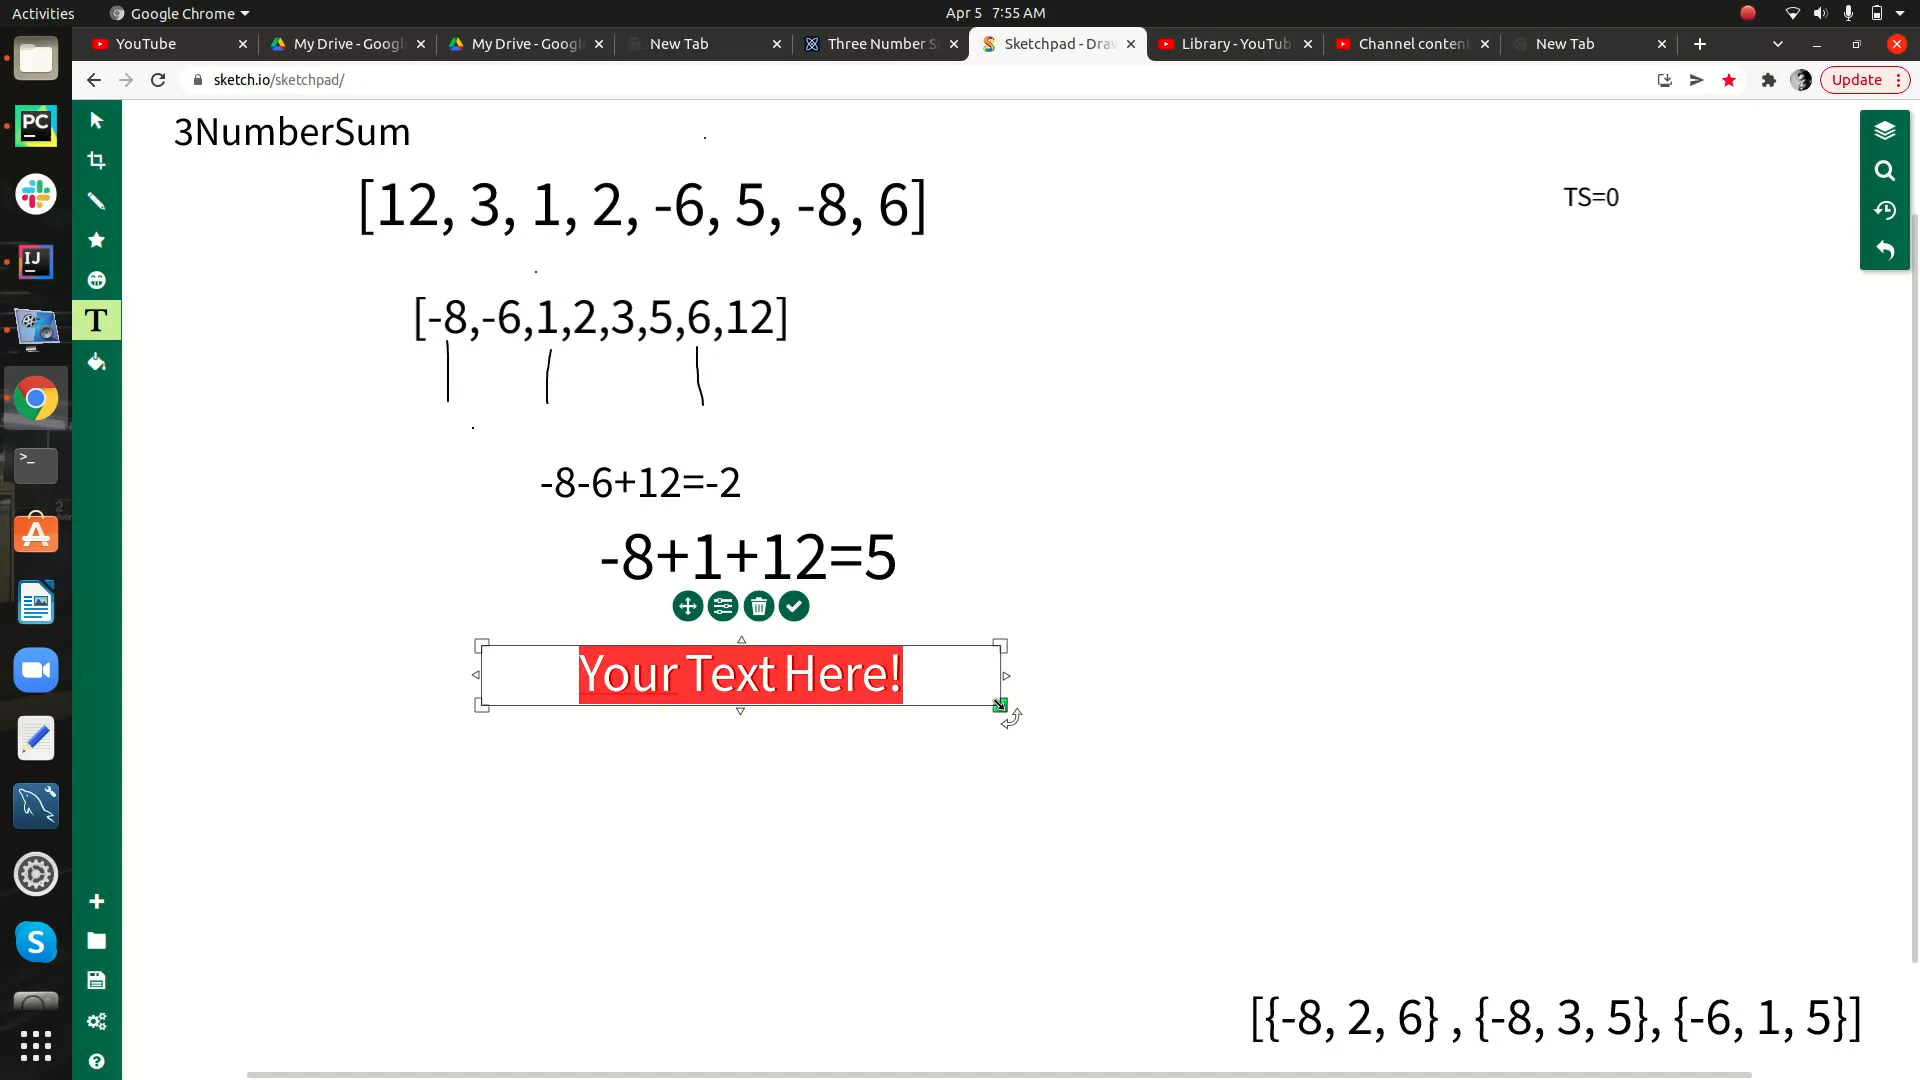 Activities
Google Chrome
Apr 5 7:55 AM
YouTube
My Drive - Googl
My Drive - Googl
New Tab
Three Number S
Sketchpad - Draw
Library - YouTub
Channel content
New Tab
sketch.io/sketchpad/
Update
3NumberSum
[12, 3, 1, 2, -6, 5, -8, 6]
TS=0
[-8,-6,1,2,3,5,6,12]
-8-6+12=-2
-8+1+12=5
Your Text Here!
[{-8, 2, 6} , {-8, 3, 5}, {-6, 1, 5}]
PC
IJ
T